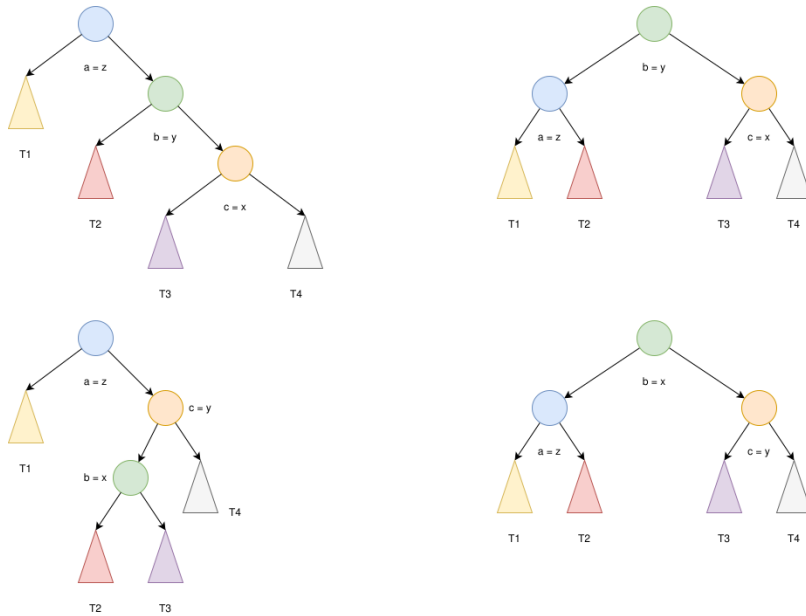 a = z
T1
b = y
T2
c = x
T3
T4
b = y
a = z
c = x
T1
T2
T3
T4
a = z
T1
c = y
b = x
T4
T2
T3
b = x
a = z
c = y
T1
T2
T3
T4